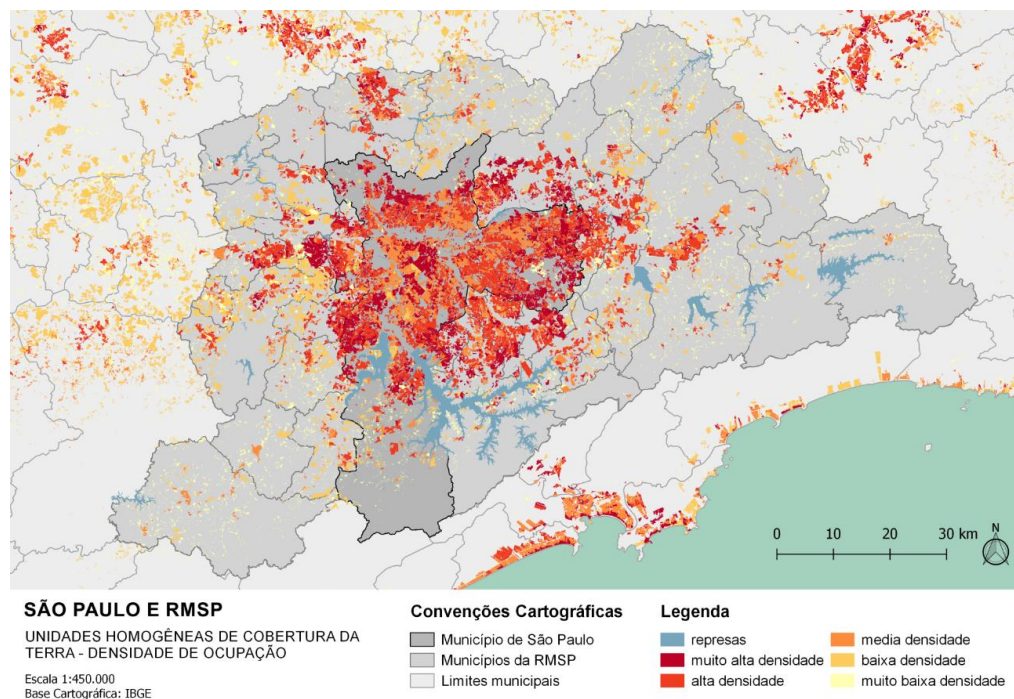 0 10 20 30 km
N
SÃO PAULO E RMSP
UNIDADES HOMOGÊNEAS DE COBERTURA DA
TERRA - DENSIDADE DE OCUPAÇÃO
Escala 1:450.000
Base Cartográfica: IBGE
Convenções Cartográficas
Município de São Paulo
Municípios da RMSP
Limites municipais
Legenda
represas
muito alta densidade
alta densidade
media densidade
baixa densidade
muito baixa densidade